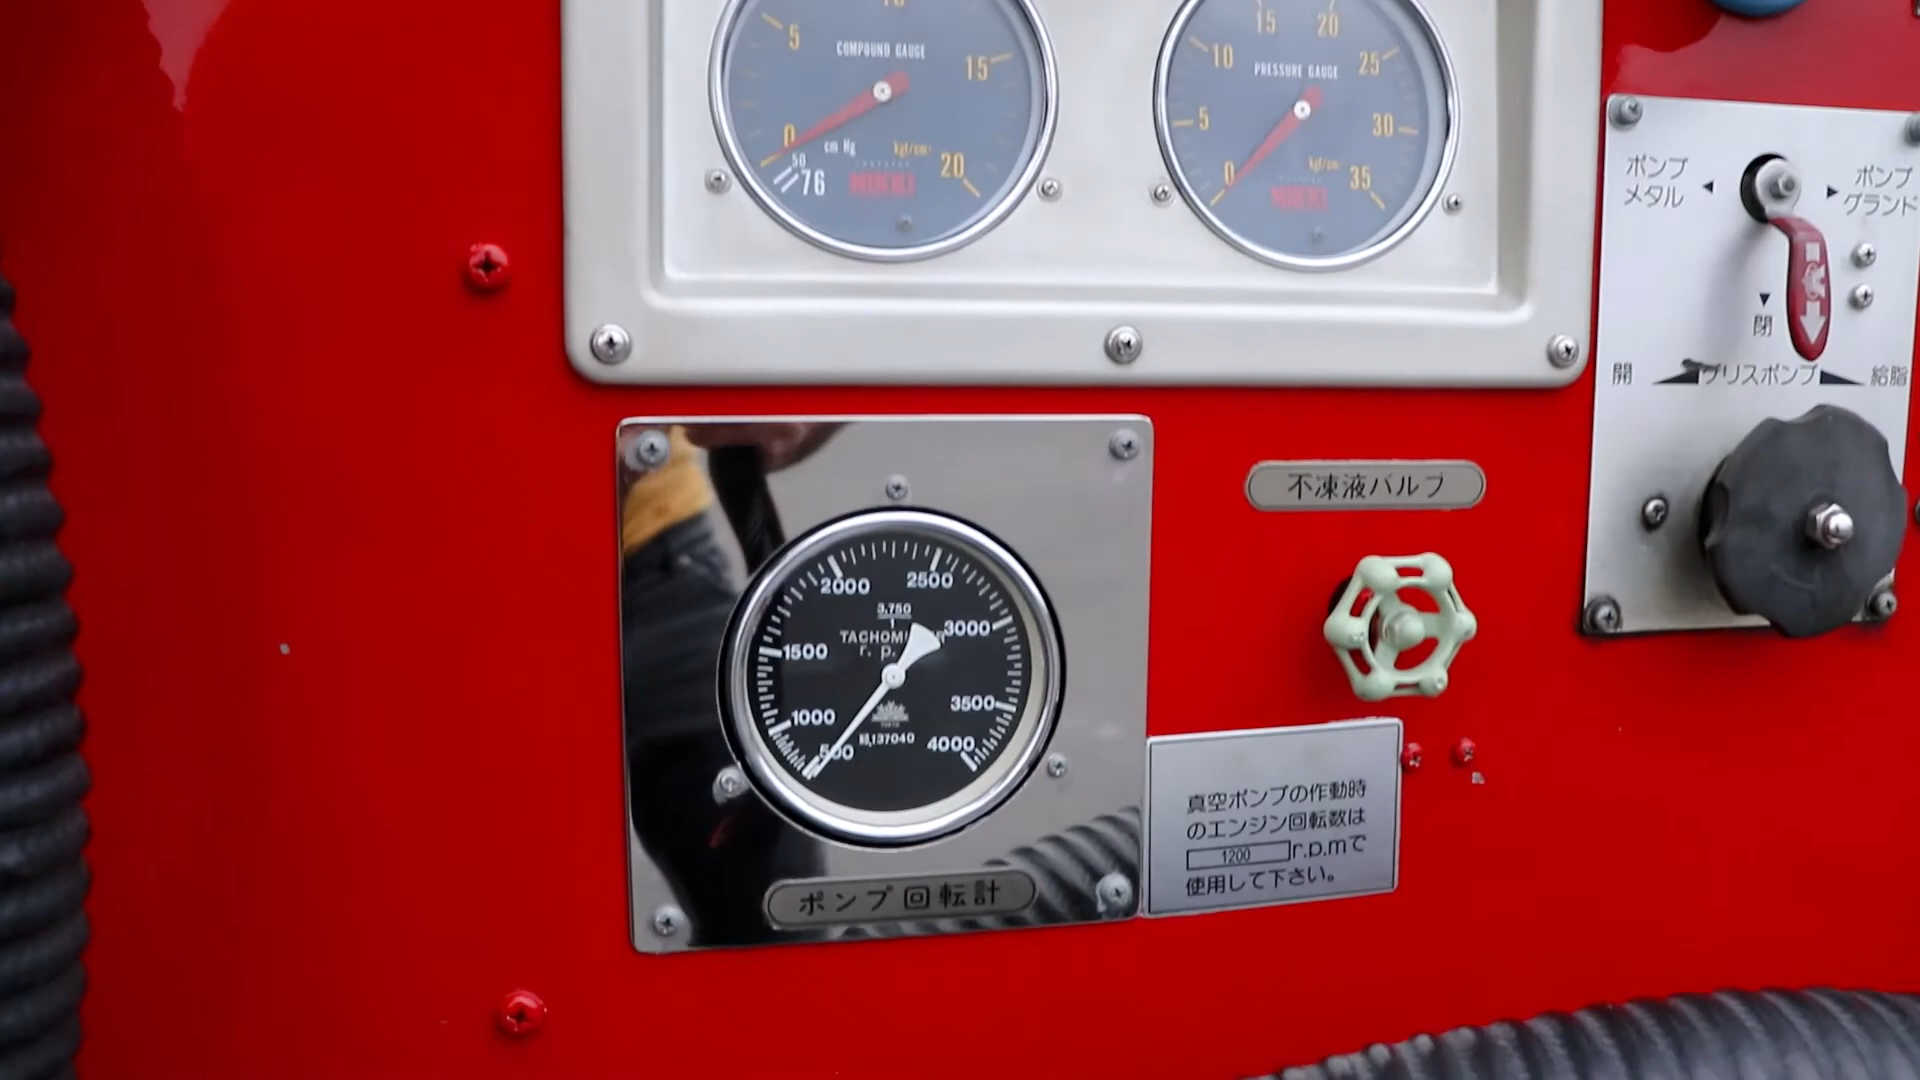 10
5
COMPOUND GAUGE
15
0
cm Hg
kgf/cm²
50
76
20
15
20
10
25
PRESSURE GAUGE
5
30
kgf/cm²
0
35
ポンプ
メタル
ポンプ
グランド
閉
開
グリスポンプ
給脂
不凍液バルブ
2000
2500
3,750
1
3000
r. p.
1500
3500
1000
500
4000
137040
ポンプ回転計
真空ポンプの作動時
のエンジン回転数は
1200 r.p.mで
使用して下さい。